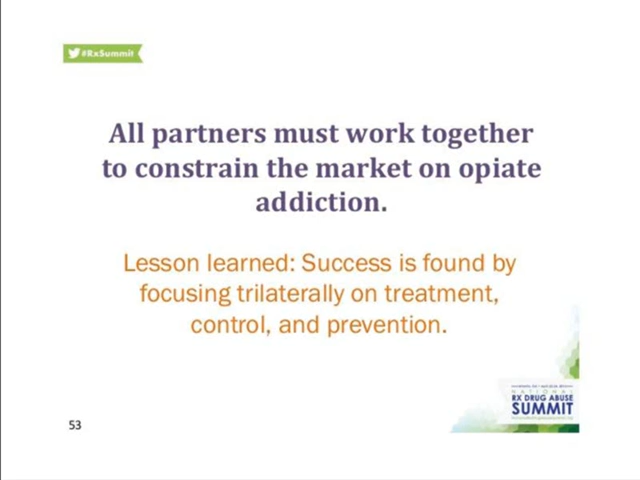 #RxSummit
All partners must work together
to constrain the market on opiate
addiction.
Lesson learned: Success is found by
focusing trilaterally on treatment,
control, and prevention.
NATIONAL
RX DRUG ABUSE
SUMMIT
53